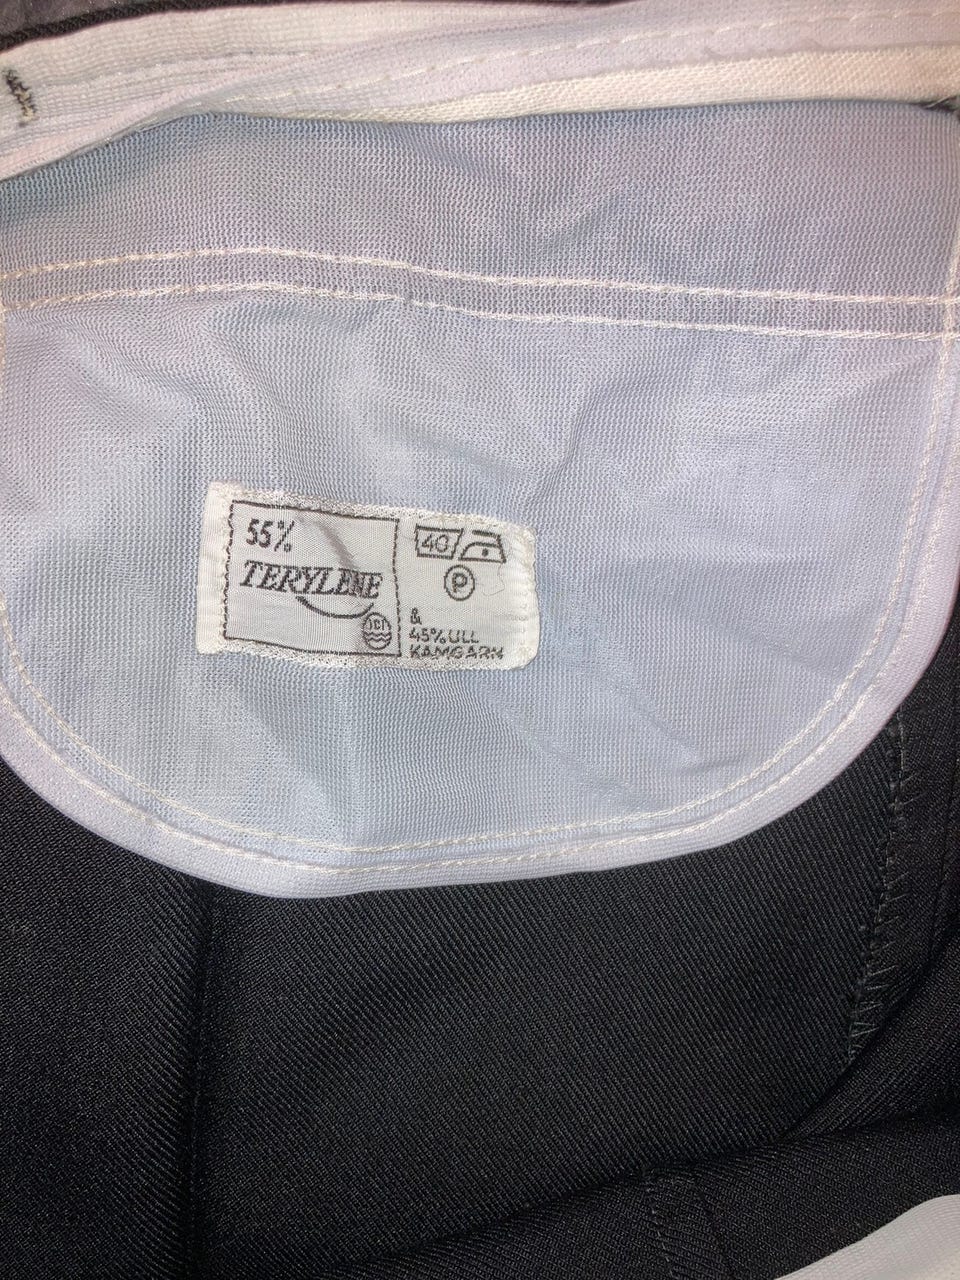 55%
TERYLENE
ICI
40
P
&
45% ULL
KAMGARN